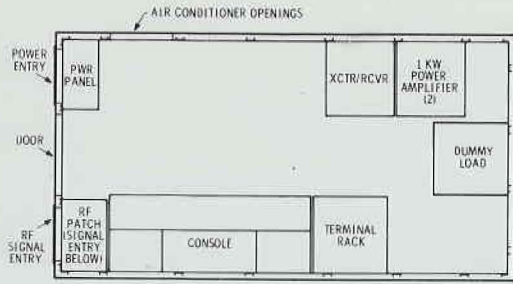 AIR CONDITIONER OPENINGS
POWER
ENTRY
PWR
PANEL
XCTR/RCVR
1 KW
POWER
AMPLIFIER
(2)
DOOR
DUMMY
LOAD
RF
SIGNAL
ENTRY
RF
PATCH
(SIGNAL
ENTRY
BELOW)
CONSOLE
TERMINAL
RACK